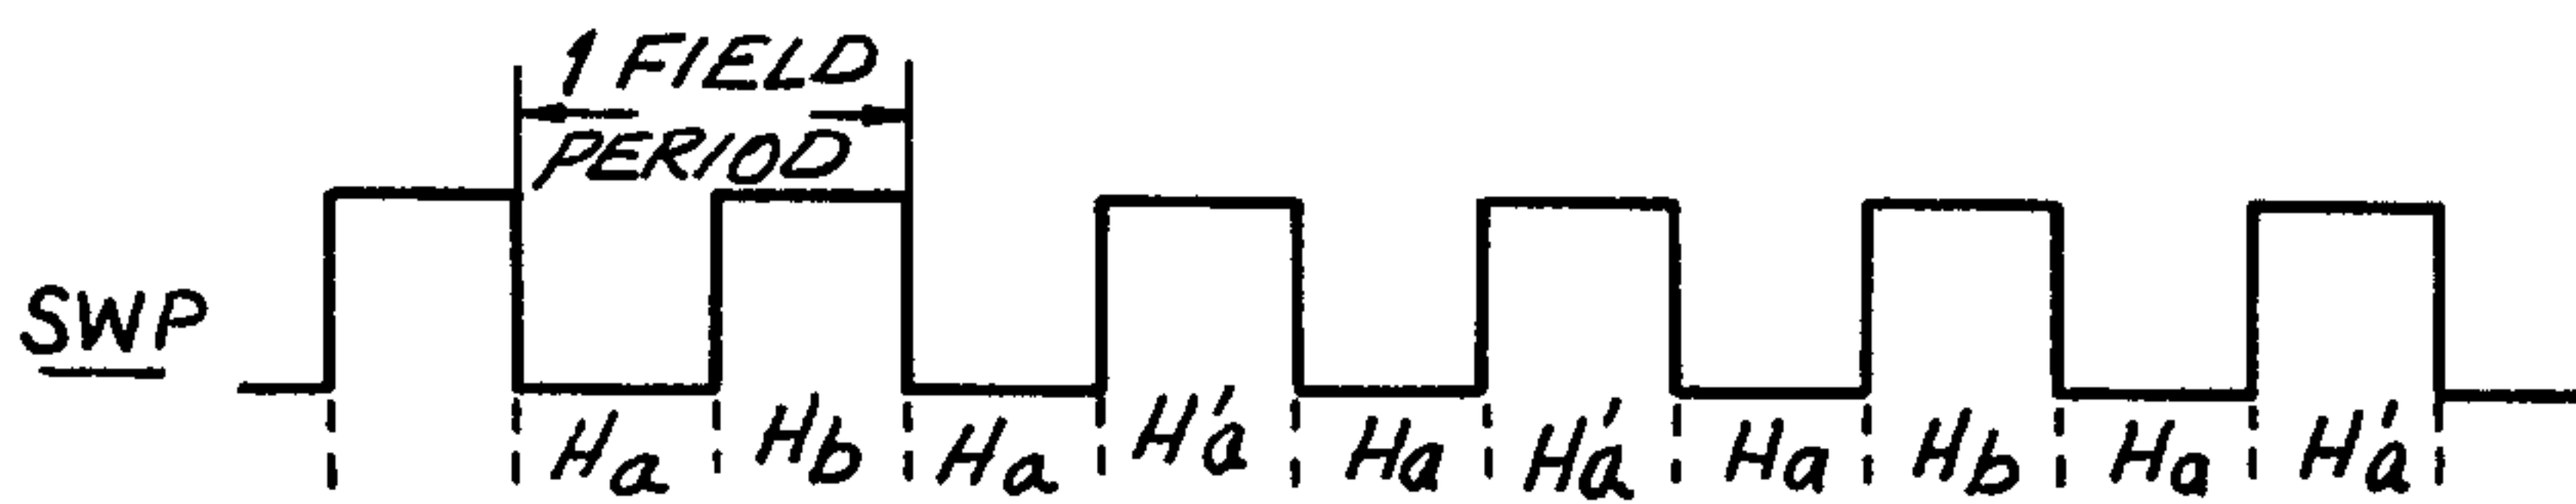 1 FIELD
PERIOD
SWP
Ha Hb Ha H'a Ha H'a Ha Hb Ha H'a